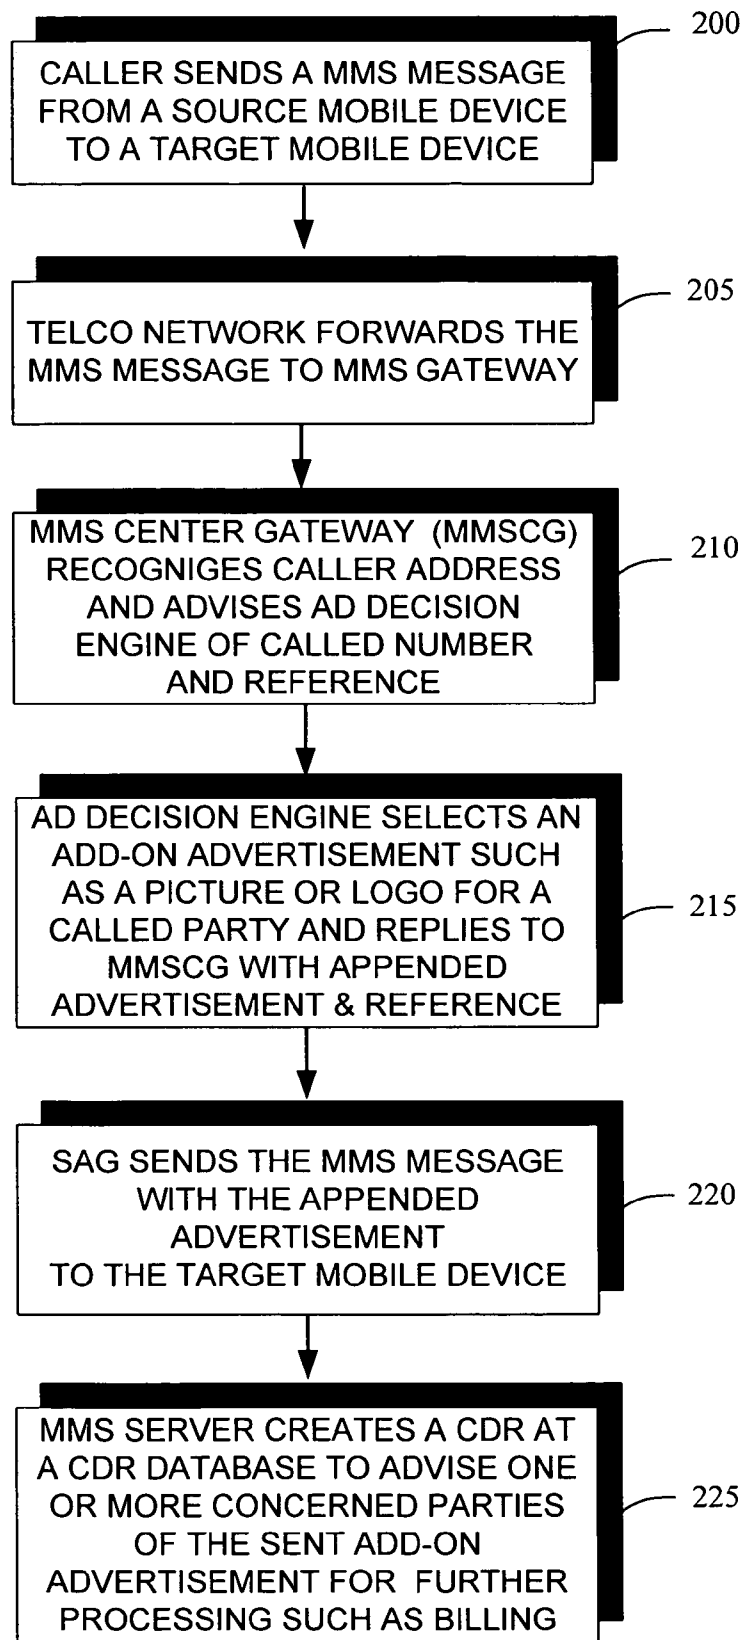 200
CALLER SENDS A MMS MESSAGE
FROM A SOURCE MOBILE DEVICE
TO A TARGET MOBILE DEVICE
205
TELCO NETWORK FORWARDS THE
MMS MESSAGE TO MMS GATEWAY
210
MMS CENTER GATEWAY (MMSCG)
RECOGNIGES CALLER ADDRESS
AND ADVISES AD DECISION
ENGINE OF CALLED NUMBER
AND REFERENCE
215
AD DECISION ENGINE SELECTS AN
ADD-ON ADVERTISEMENT SUCH
AS A PICTURE OR LOGO FOR A
CALLED PARTY AND REPLIES TO
MMSCG WITH APPENDED
ADVERTISEMENT & REFERENCE
220
SAG SENDS THE MMS MESSAGE
WITH THE APPENDED
ADVERTISEMENT
TO THE TARGET MOBILE DEVICE
225
MMS SERVER CREATES A CDR AT
A CDR DATABASE TO ADVISE ONE
OR MORE CONCERNED PARTIES
OF THE SENT ADD-ON
ADVERTISEMENT FOR FURTHER
PROCESSING SUCH AS BILLING